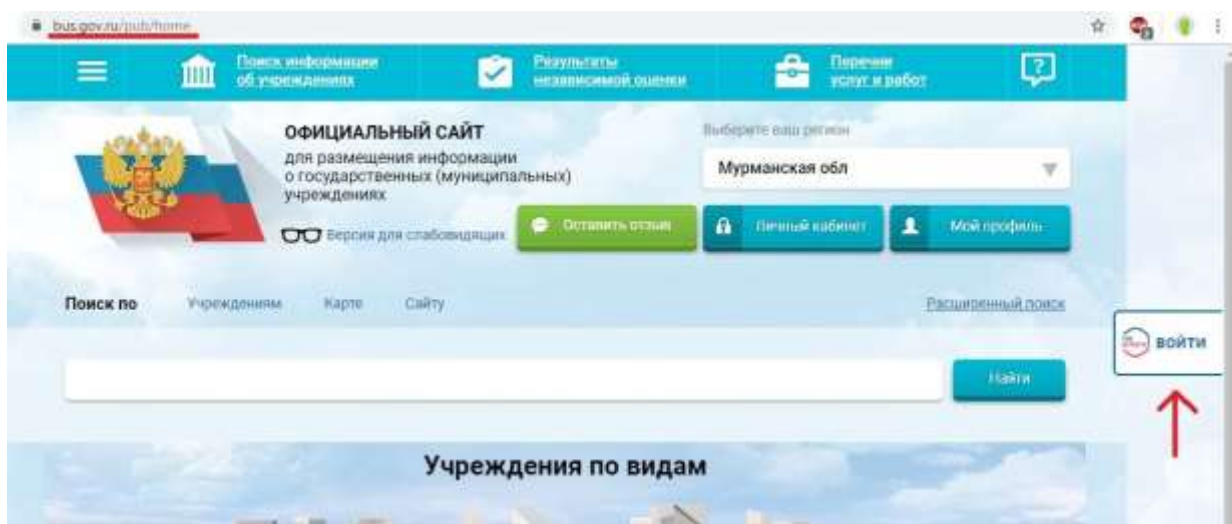 bus.gov.ru/pub/home
Поиск информации
об учреждениях
Результаты
независимой оценки
Перечни
услуг и работ
?
ОФИЦИАЛЬНЫЙ САЙТ
для размещения информации
о государственных (муниципальных)
учреждениях
Версия для слабовидящих
Выберите ваш регион
Мурманская обл
Оставить отзыв
Личный кабинет
Мой профиль
Поиск по
Учреждениям
Карте
Сайту
Расширенный поиск
Найти
ВОЙТИ
Учреждения по видам